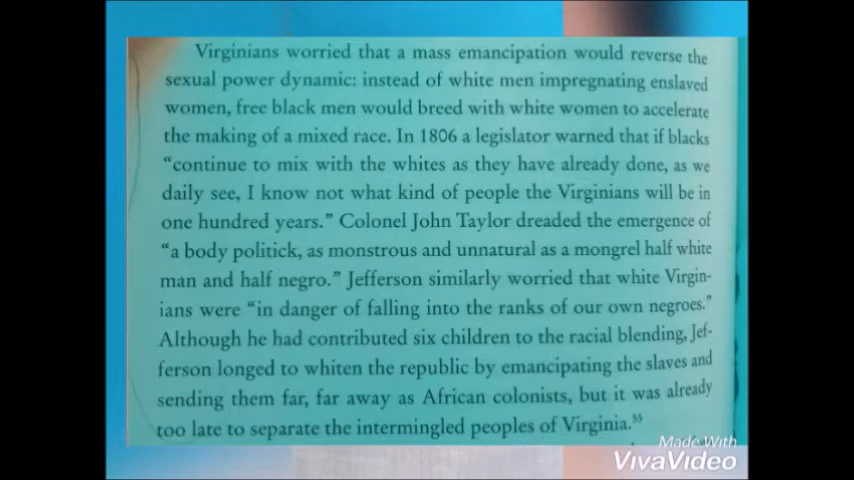 Virginians worried that a mass emancipation would reverse the
sexual power dynamic: instead of white men impregnating enslaved
women, free black men would breed with white women to accelerate
the making of a mixed race. In 1806 a legislator warned that if blacks
“continue to mix with the whites as they have already done, as we
daily see, I know not what kind of people the Virginians will be in
one hundred years.” Colonel John Taylor dreaded the emergence of
“a body politick, as monstrous and unnatural as a mongrel half white
man and half negro.” Jefferson similarly worried that white Virgin-
ians were “in danger of falling into the ranks of our own negroes.”
Although he had contributed six children to the racial blending, Jef-
ferson longed to whiten the republic by emancipating the slaves and
sending them far, far away as African colonists, but it was already
too late to separate the intermingled peoples of Virginia.55
Made With
VivaVideo